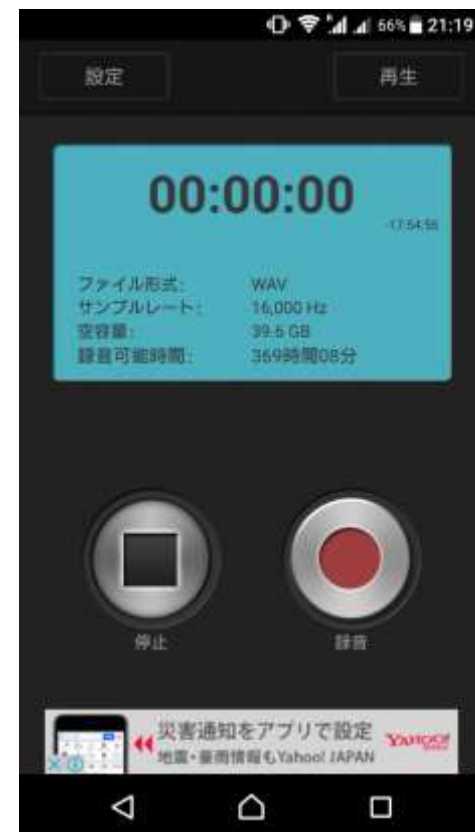 66% 21:19
設定
再生
00:00:00
-17:54:56
ファイル形式: WAV
サンプルレート: 16,000 Hz
空容量: 39.6 GB
録音可能時間: 369時間08分
停止
録音
災害通知をアプリで設定
地震・豪雨情報もYahoo! JAPAN
YAHOO!